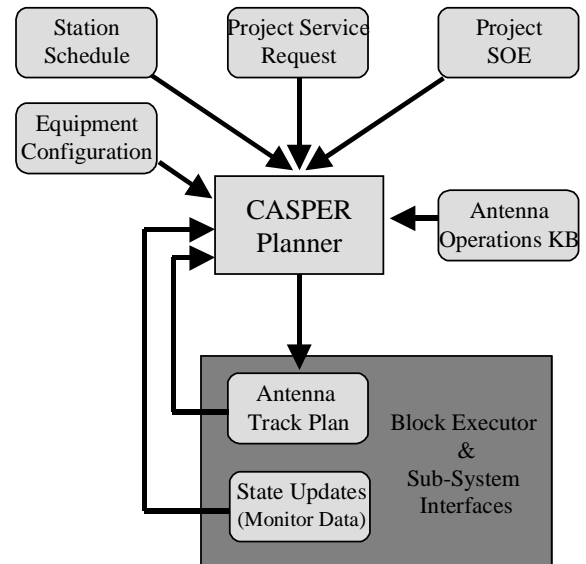 Station
Schedule
Project Service
Request
Project
SOE
Equipment
Configuration
CASPER
Planner
Antenna
Operations KB
Antenna
Track Plan
Block Executor
&
Sub-System
Interfaces
State Updates
(Monitor Data)